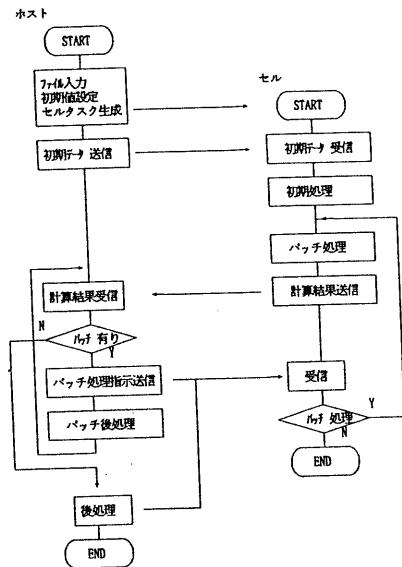 ホスト
START
ファイル入力
初期値設定
セルタスク生成
初期データ 送信
計算結果受信
N
パッチ 有り
Y
パッチ処理指示送信
パッチ後処理
後処理
END
セル
START
初期データ 受信
初期処理
パッチ処理
計算結果送信
受信
パッチ 処理
Y
N
END